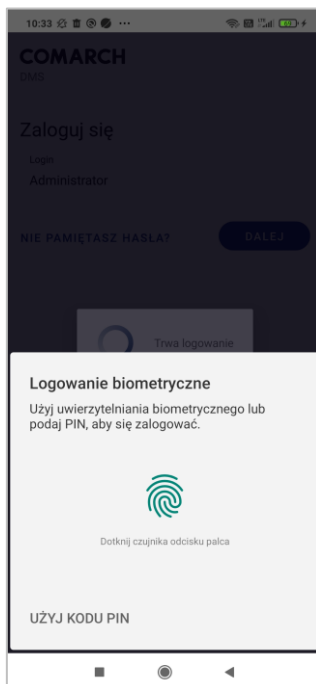 10:33
COMARCH
DMS
Zaloguj się
Login
Administrator
NIE PAMIĘTASZ HASŁA?
DALEJ
Trwa logowanie
Logowanie biometryczne
Użyj uwierzytelniania biometrycznego lub
podaj PIN, aby się zalogować.
Dotknij czujnika odcisku palca
UŻYJ KODU PIN